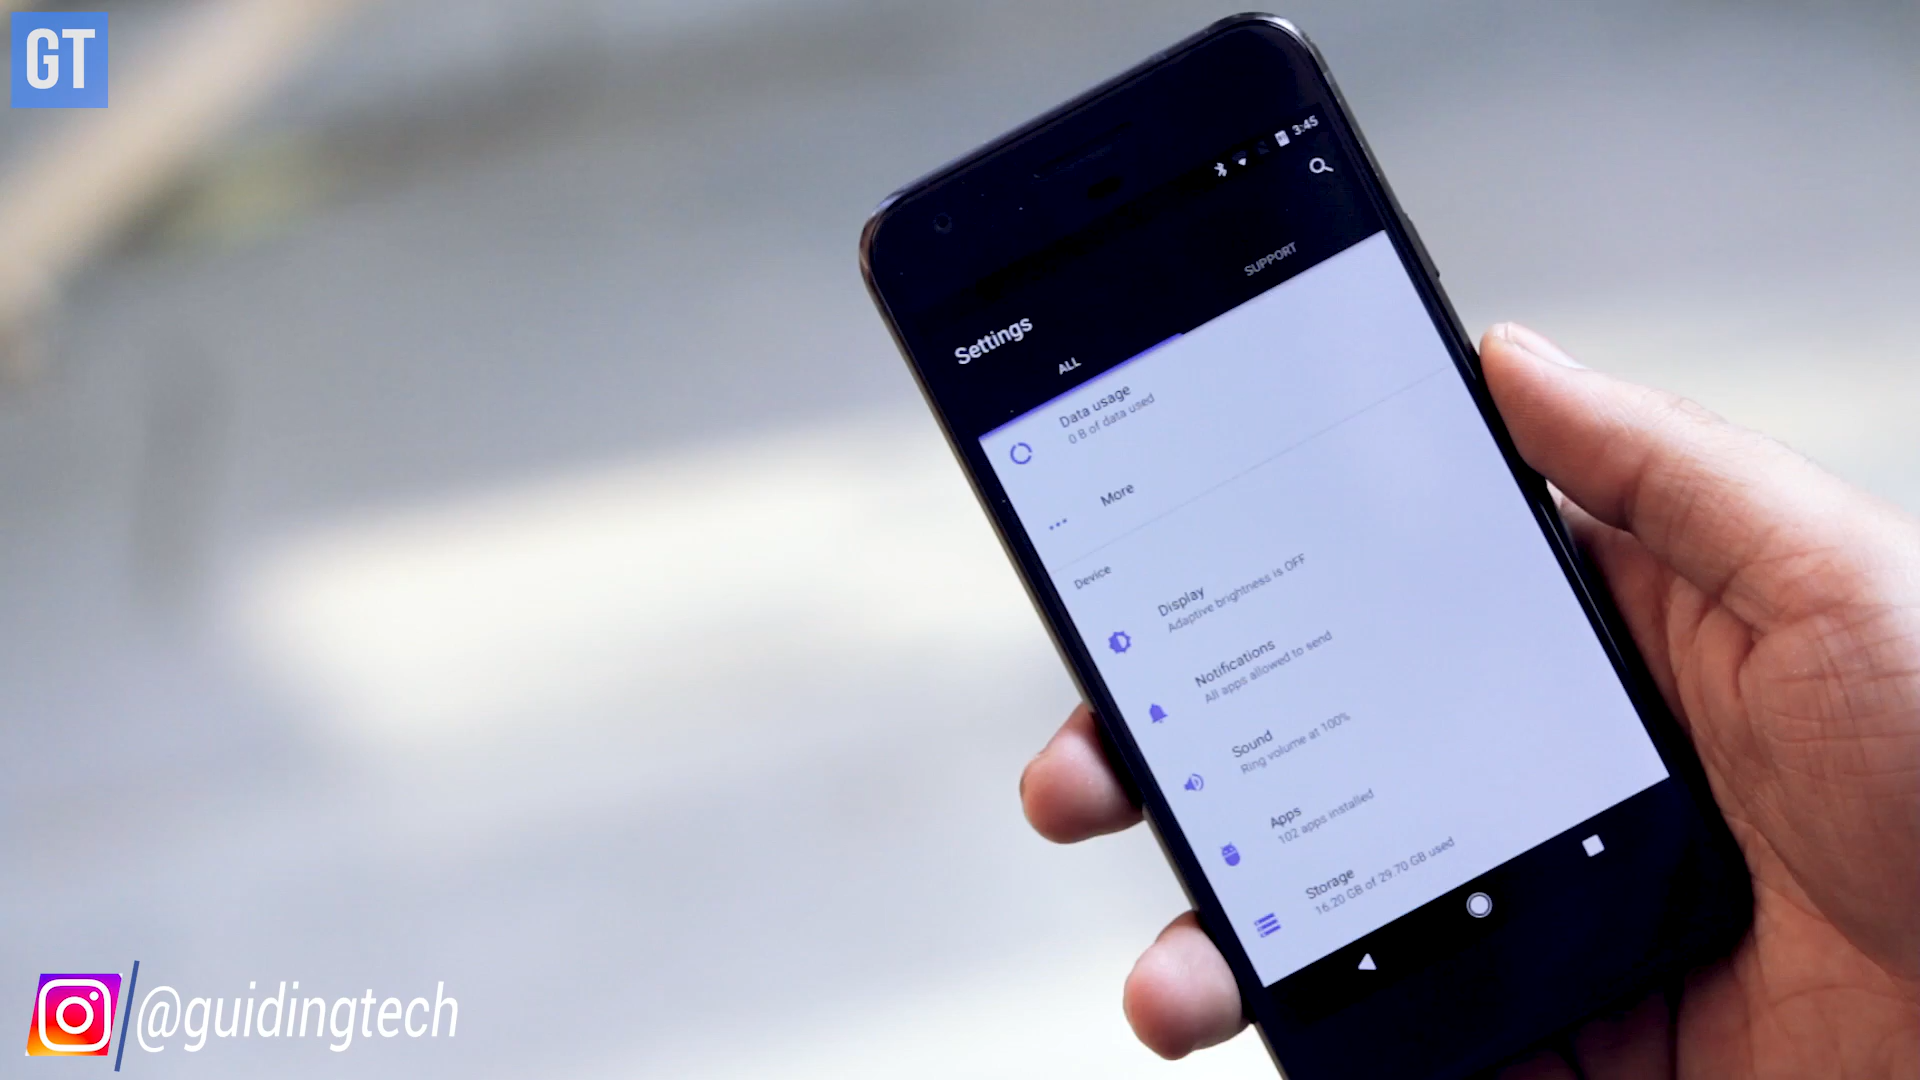 GT
3:45
SUPPORT
Settings
ALL
Data usage
0 B of data used
More
Device
Display
Adaptive brightness is OFF
Notifications
All apps allowed to send
Sound
Ring volume at 100%
Apps
102 apps installed
Storage
16.20 GB of 29.70 GB used
@guidingtech